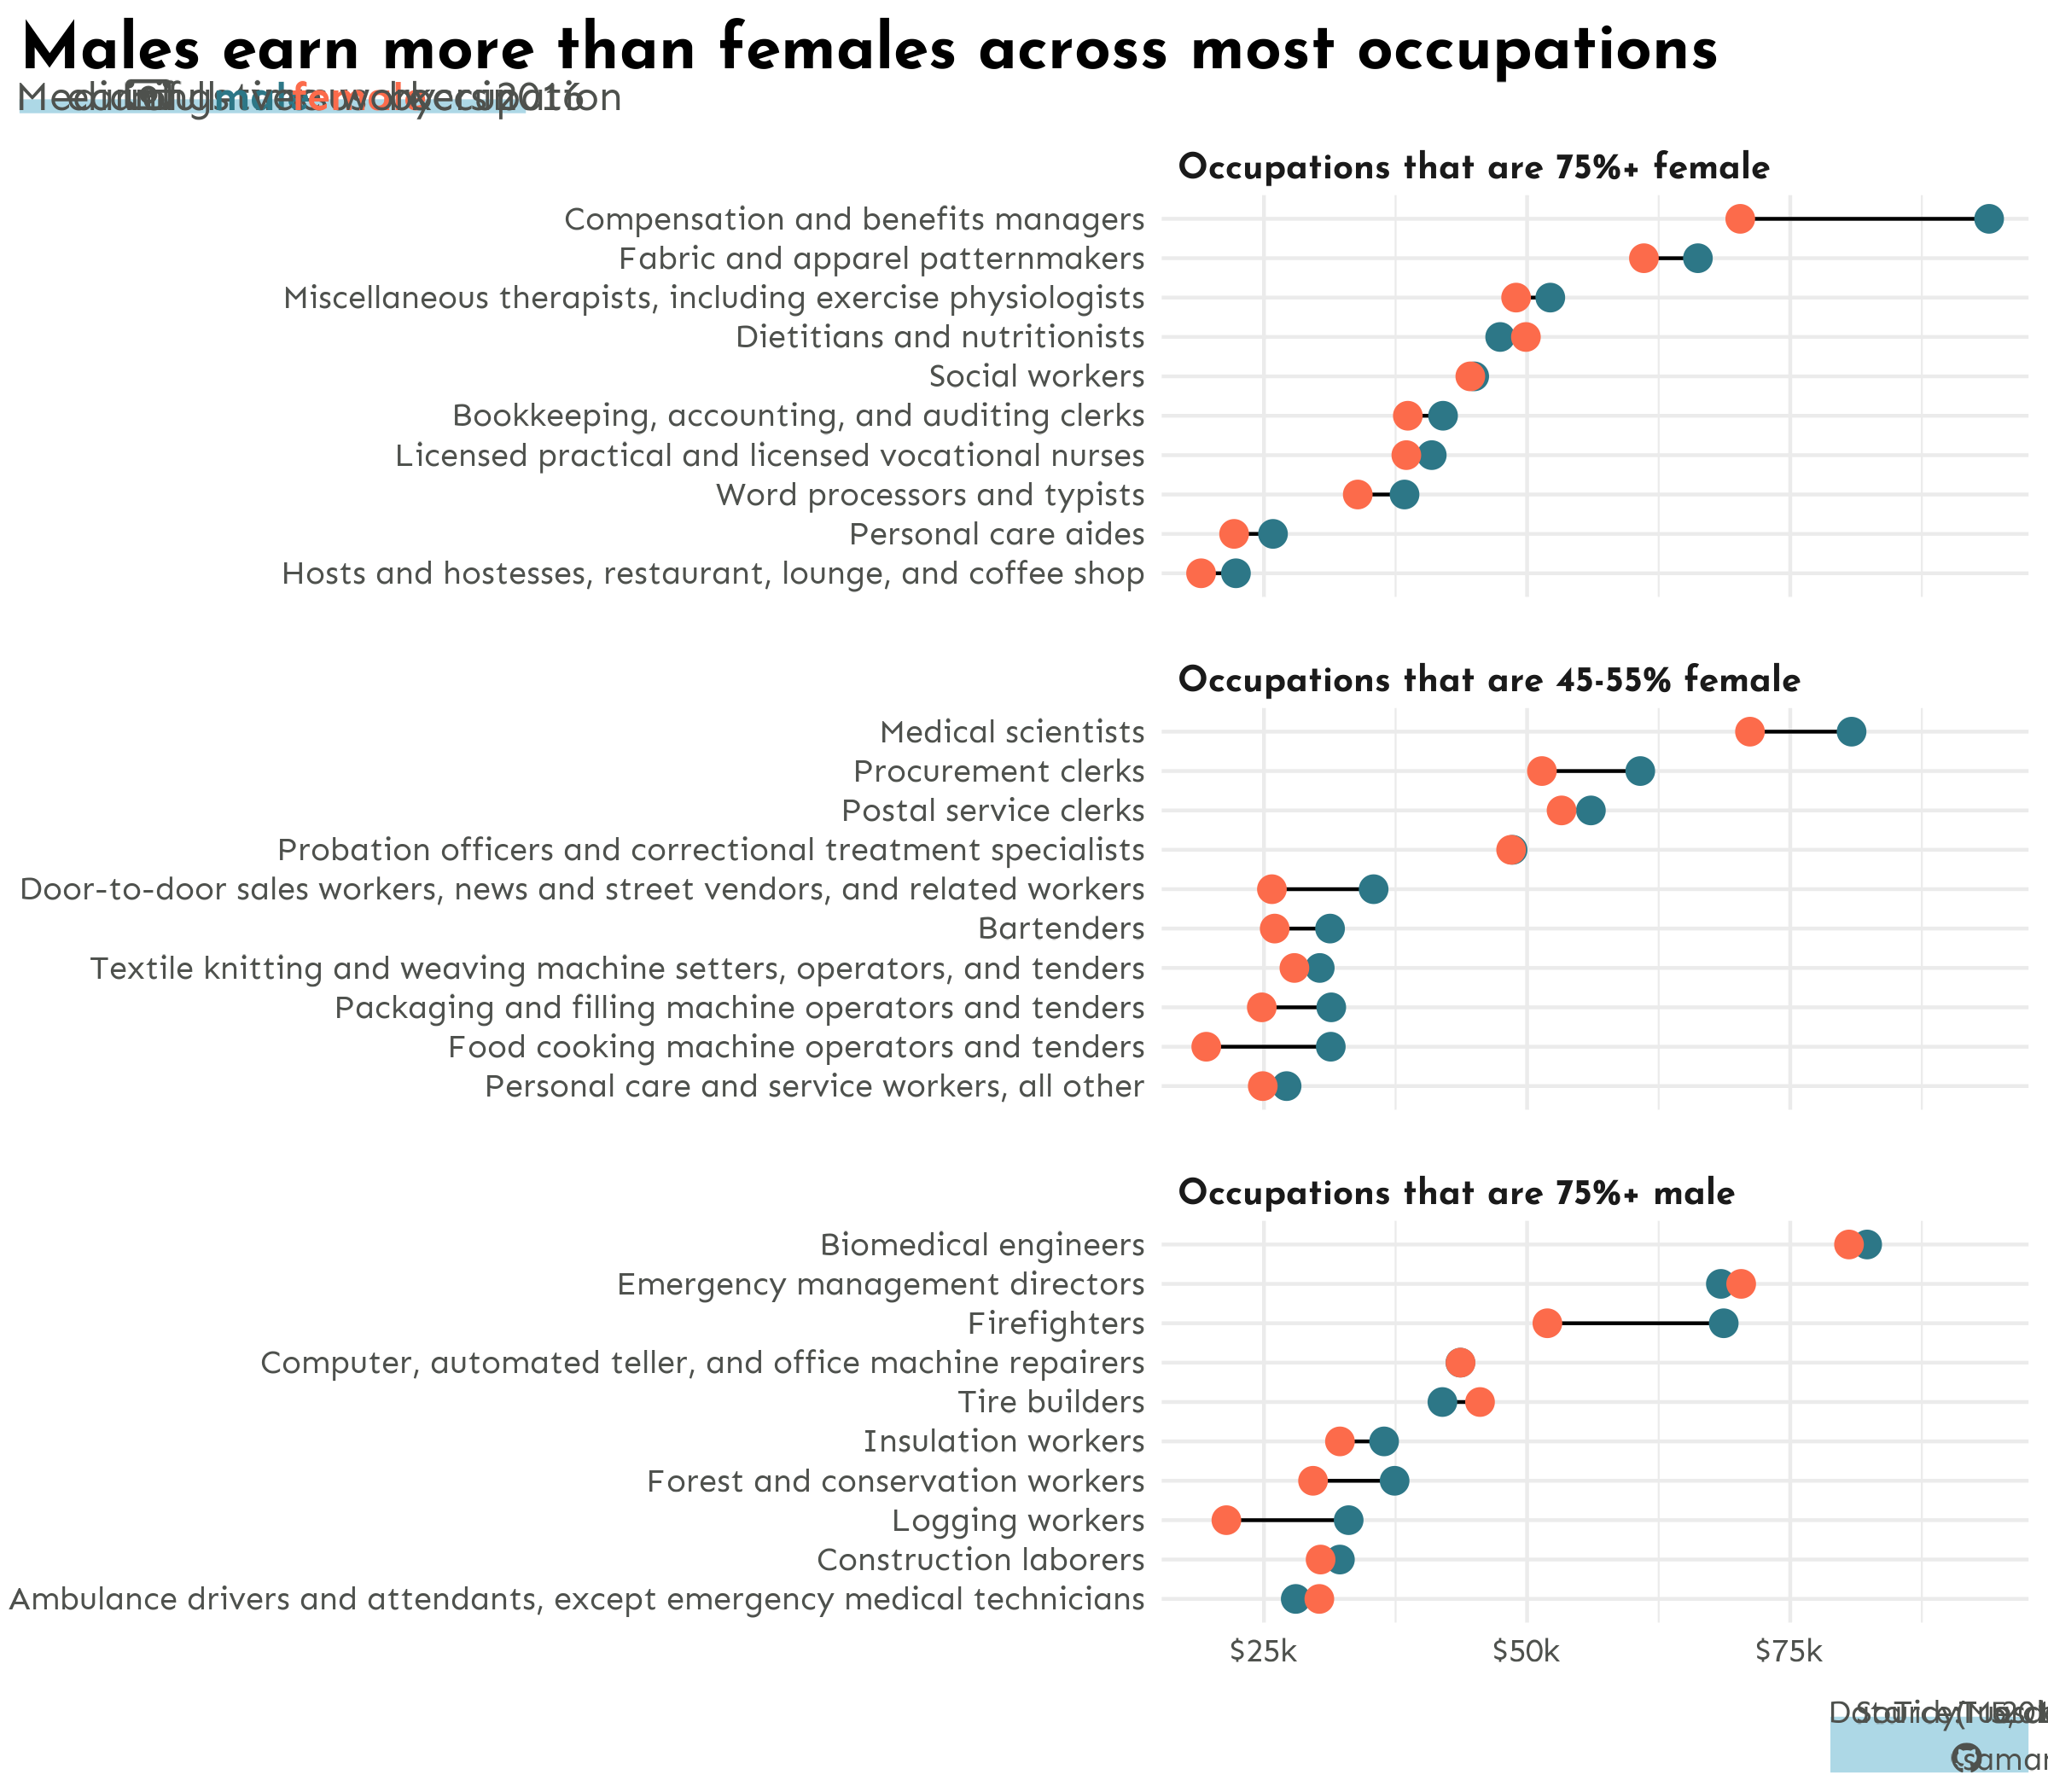 Males earn more than females across most occupations
male female
Occupations that are 75%+ female
Compensation and benefits managers
Fabric and apparel patternmakers
Miscellaneous therapists, including exercise physiologists
Dietitians and nutritionists
Social workers
Bookkeeping, accounting, and auditing clerks
Licensed practical and licensed vocational nurses
Word processors and typists
Personal care aides
Hosts and hostesses, restaurant, lounge, and coffee shop
Occupations that are 45-55% female
Medical scientists
Procurement clerks
Postal service clerks
Probation officers and correctional treatment specialists
Door-to-door sales workers, news and street vendors, and related workers
Bartenders
Textile knitting and weaving machine setters, operators, and tenders
Packaging and filling machine operators and tenders
Food cooking machine operators and tenders
Personal care and service workers, all other
Occupations that are 75%+ male
Biomedical engineers
Emergency management directors
Firefighters
Computer, automated teller, and office machine repairers
Tire builders
Insulation workers
Forest and conservation workers
Logging workers
Construction laborers
Ambulance drivers and attendants, except emergency medical technicians
$25k $50k $75k